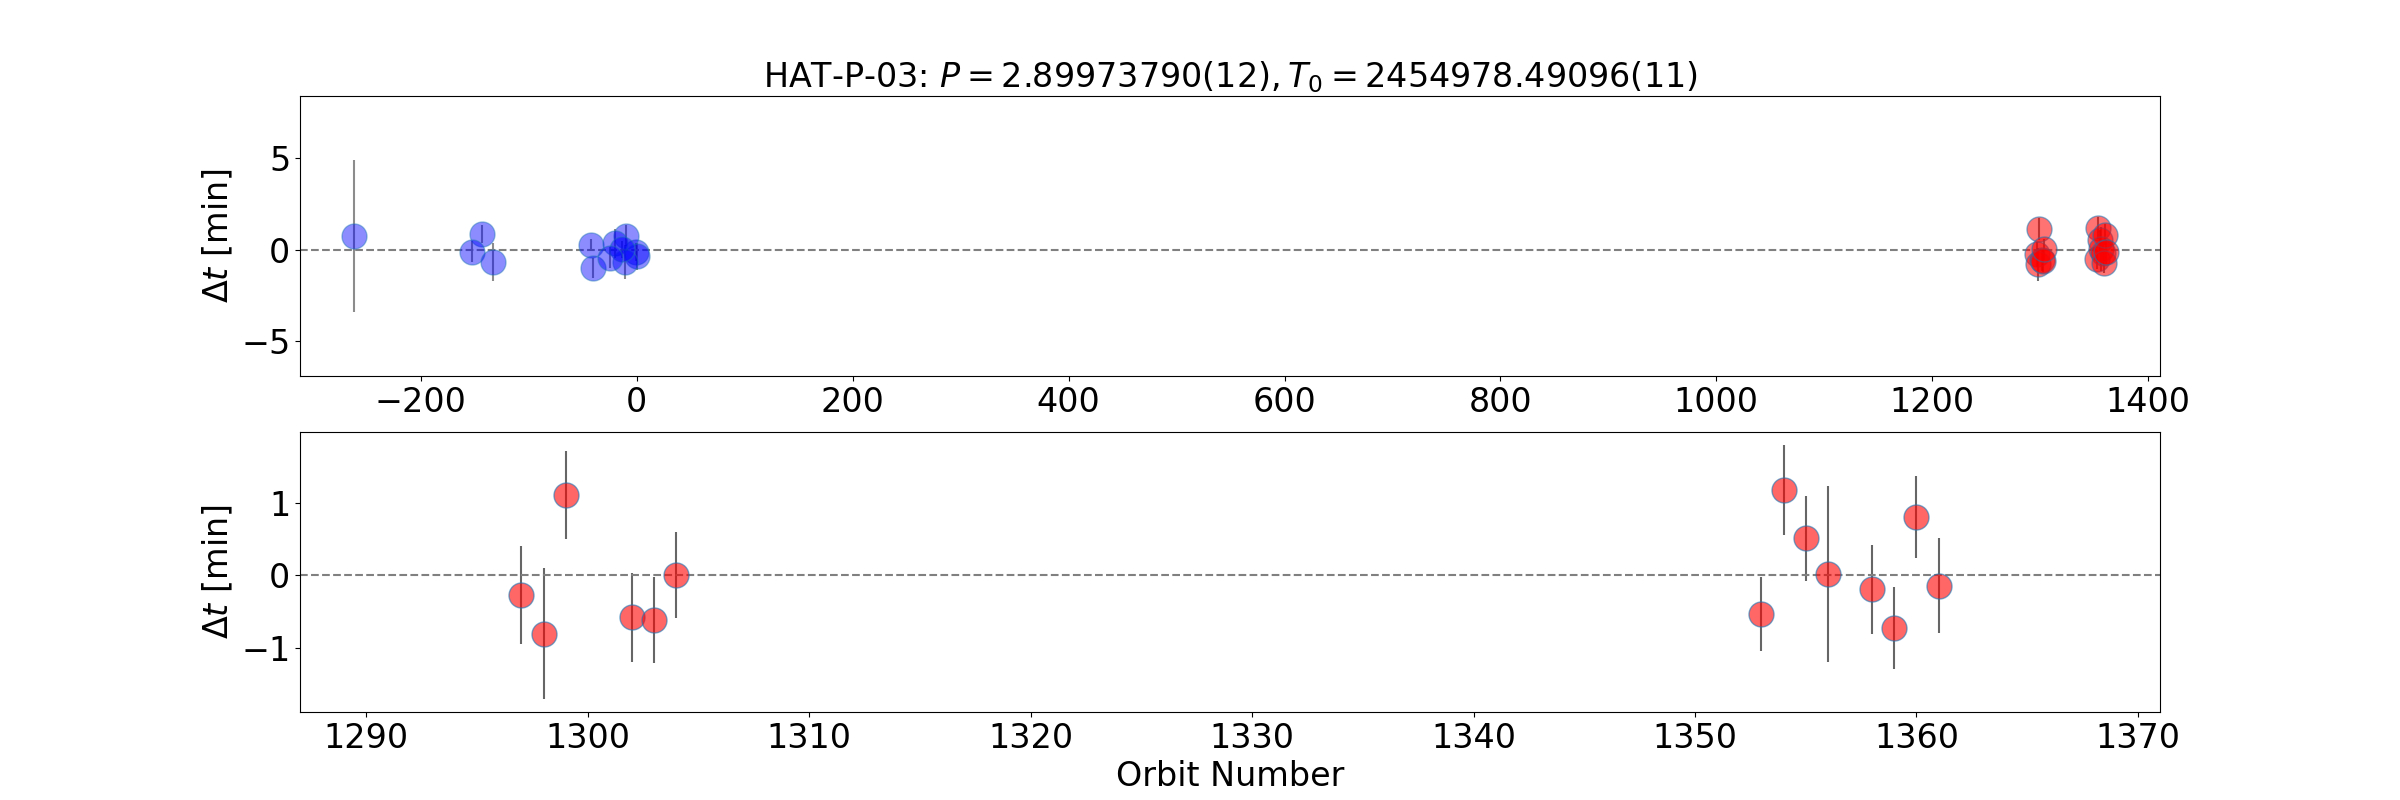 HAT-P-03: P = 2.89973790(12), T₀ = 2454978.49096(11)
Δt [min]
5
0
−5
−200 0 200 400 600 800 1000 1200 1400
Δt [min]
1
0
−1
1290 1300 1310 1320 1330 1340 1350 1360 1370
Orbit Number